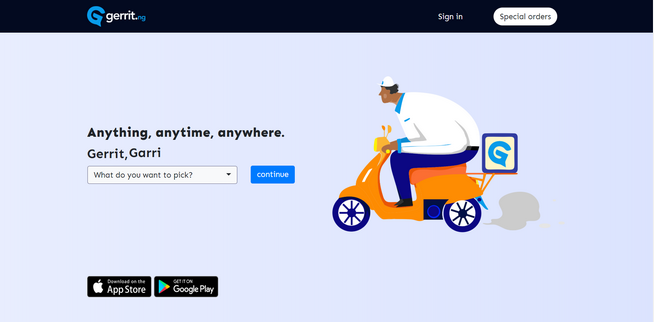 gerrit.ng
Sign in
Special orders
Anything, anytime, anywhere.
Gerrit, Garri
What do you want to pick?
continue
Download on the
App Store
GET IT ON
Google Play